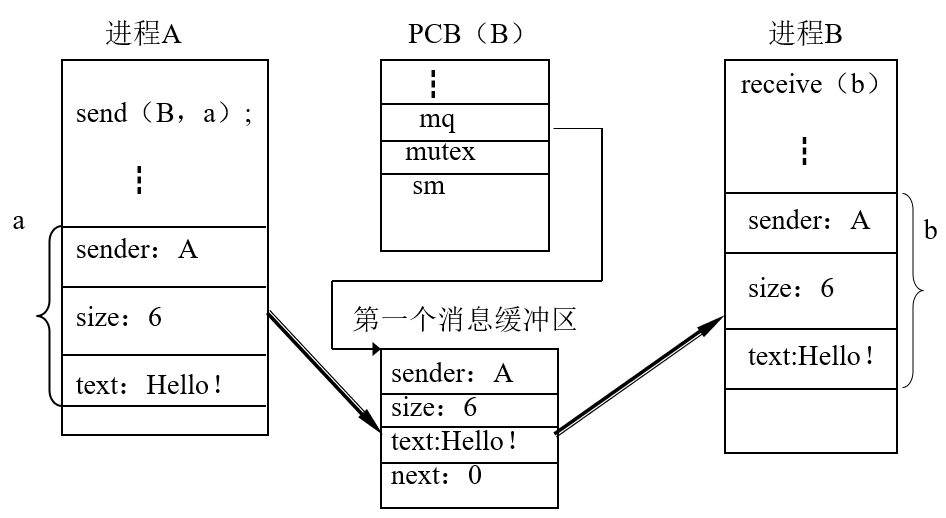 进程A
send（B，a）;
a
sender：A
size：6
text：Hello！
PCB（B）
mq
mutex
sm
第一个消息缓冲区
sender：A
size：6
text:Hello！
next：0
进程B
receive（b）
sender：A
b
size：6
text:Hello！